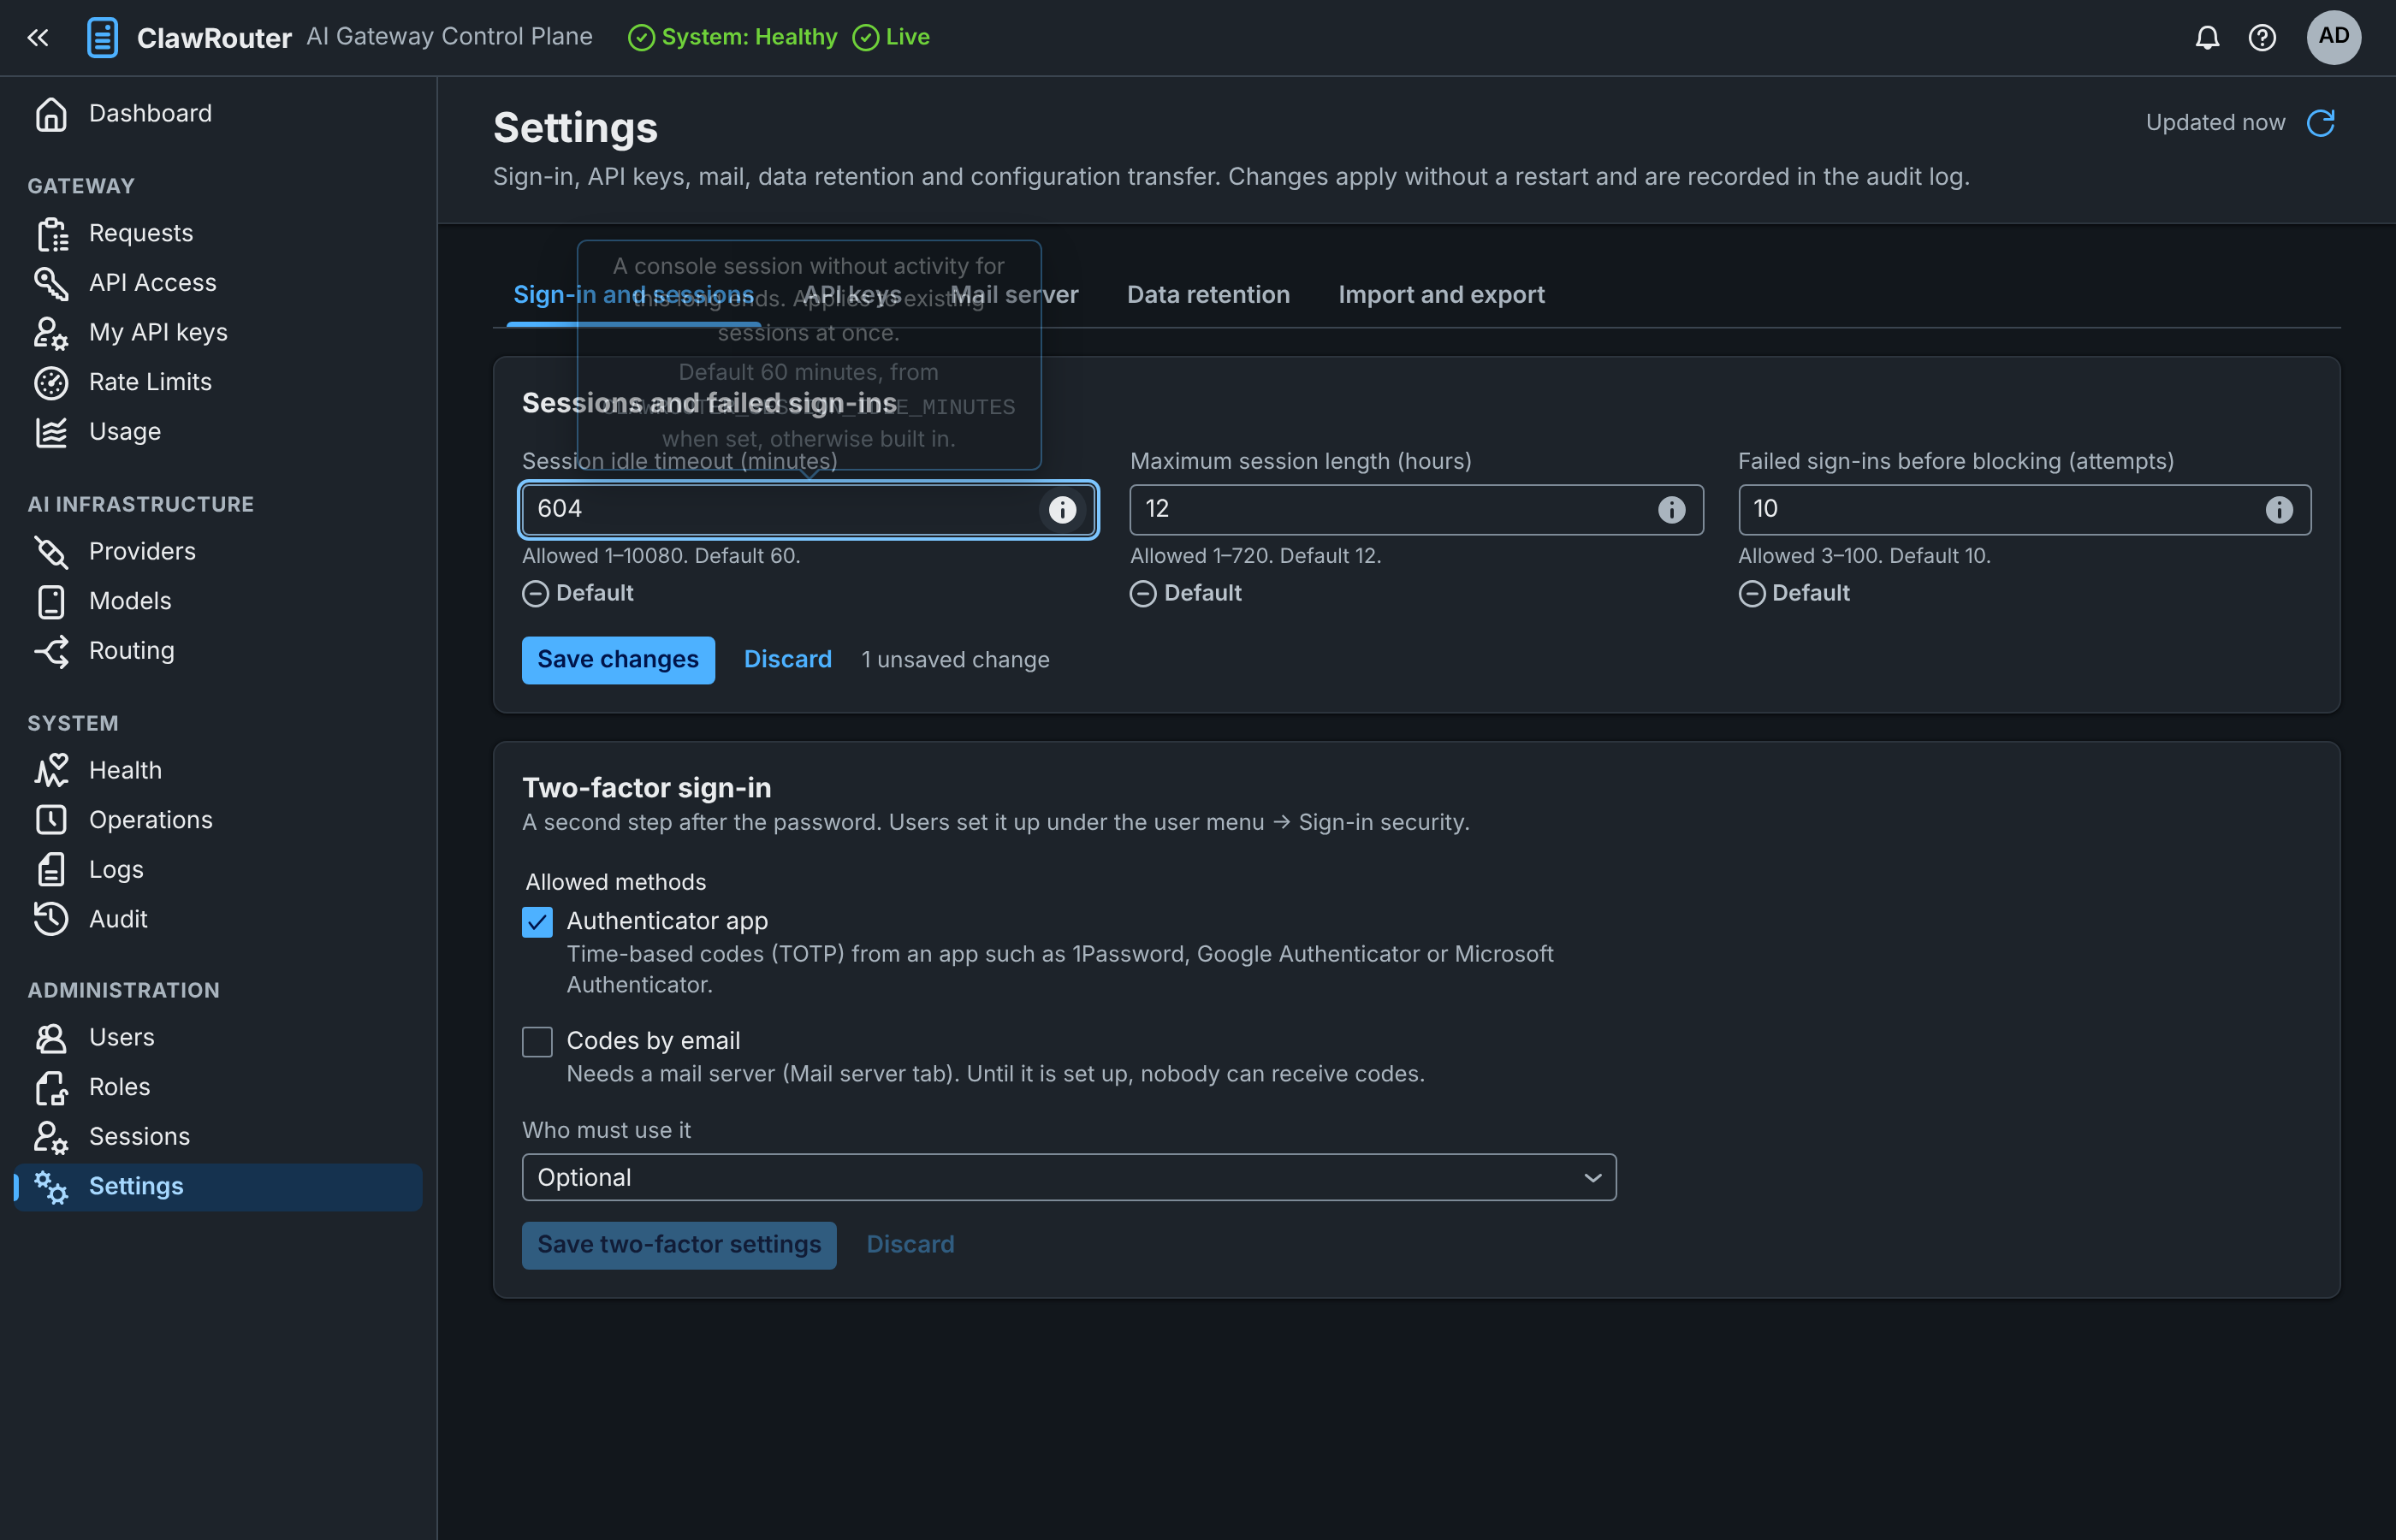 ClawRouter AI Gateway Control Plane System: Healthy Live AD
Dashboard
GATEWAY
Requests
API Access
My API keys
Rate Limits
Usage
AI INFRASTRUCTURE
Providers
Models
Routing
SYSTEM
Health
Operations
Logs
Audit
ADMINISTRATION
Users
Roles
Sessions
Settings
Settings
Updated now
Sign-in, API keys, mail, data retention and configuration transfer. Changes apply without a restart and are recorded in the audit log.
A console session without activity for
this long ends. Applies to existing
sessions at once.
Default 60 minutes, from
CLAWROUTER_SESSION_IDLE_MINUTES
when set, otherwise built in.
Sign-in and sessions API keys Mail server Data retention Import and export
Sessions and failed sign-ins
Session idle timeout (minutes) Maximum session length (hours) Failed sign-ins before blocking (attempts)
604 12 10
Allowed 1–10080. Default 60. Allowed 1–720. Default 12. Allowed 3–100. Default 10.
Default Default Default
Save changes Discard 1 unsaved change
Two-factor sign-in
A second step after the password. Users set it up under the user menu → Sign-in security.
Allowed methods
Authenticator app
Time-based codes (TOTP) from an app such as 1Password, Google Authenticator or Microsoft
Authenticator.
Codes by email
Needs a mail server (Mail server tab). Until it is set up, nobody can receive codes.
Who must use it
Optional
Save two-factor settings Discard